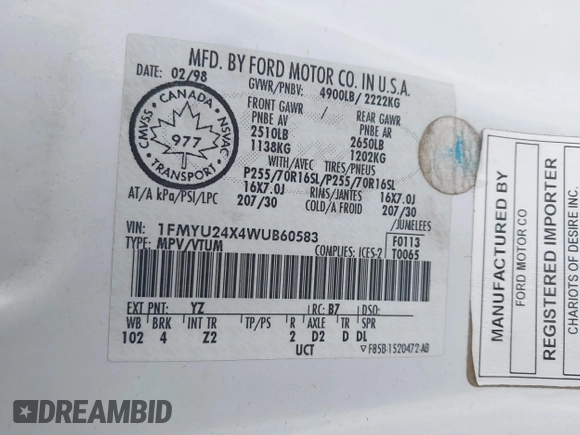 MFD. BY FORD MOTOR CO. IN U.S.A.
DATE: 02/98
GVWR/PNBV: 4900LB/ 2222KG
FRONT GAWR / REAR GAWR
PNBE AV PNBE AR
2510LB 2650LB
1138KG 1202KG
WITH/AVEC TIRES/PNEUS
P255/70R16SL/P255/70R16SL
16X7.0J RIMS/JANTES 16X7.0J
AT/A kPa/PSI/LPC 207/30 COLD/A FROID 207/30
/JUMELEES
CANADA
CMVSS
NSVAC
977
TRANSPORT
VIN: 1FMYU24X4WUB60583
TYPE: MPV/VTUM
COMPLIES: ICES-2
F0113
T0065
EXT PNT: YZ RC: B7 DSO:
WB BRK INT TR TP/PS R AXLE TR SPR
102 4 Z2 2 D2 D DL
UCT
F85B-1520472-AB
MANUFACTURED BY
FORD MOTOR CO
REGISTERED IMPORTER
CHARIOTS OF DESIRE INC.
DREAMBID